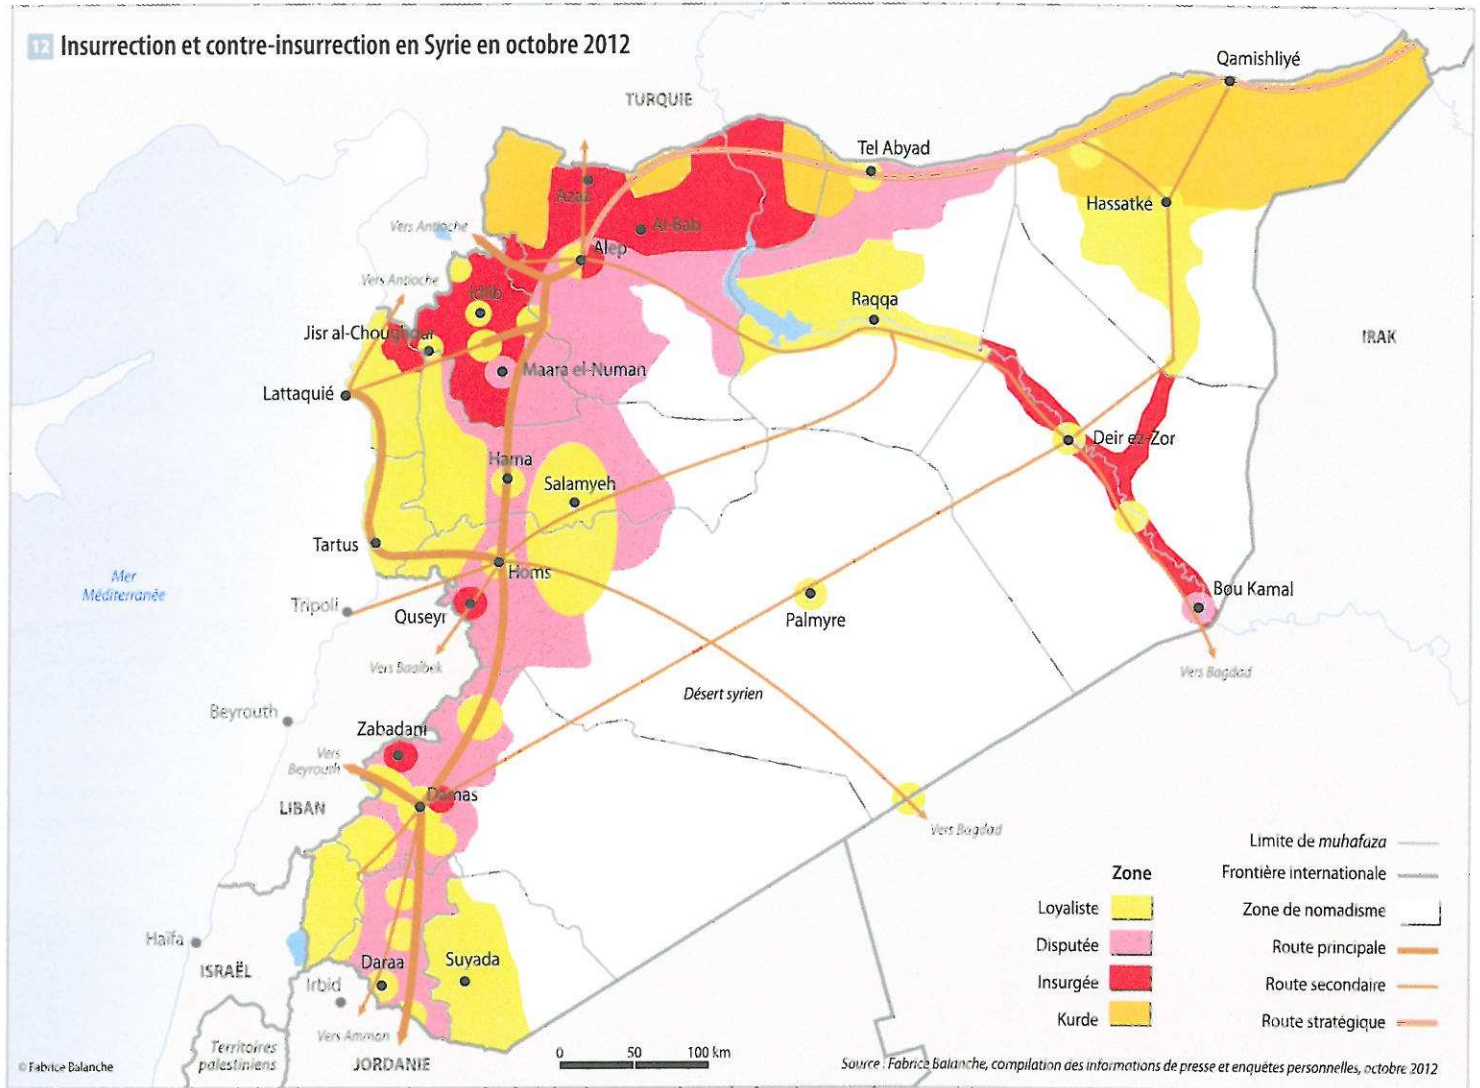 12 Insurrection et contre-insurrection en Syrie en octobre 2012
Qamishliyé
TURQUIE
Tel Abyad
Azaz
Hassatké
Al-Bab
Vers Antioche
Alep
Vers Antioche
Idlib
Raqqa
Jisr al-Choughour
IRAK
Maara el-Numan
Lattaquié
Deir ez-Zor
Hama
Salamyeh
Tartus
Homs
Mer
Méditerranée
Bou Kamal
Tripoli
Quseyr
Palmyre
Vers Baalbek
Vers Bagdad
Désert syrien
Beyrouth
Zabadani
Vers
Beyrouth
Damas
LIBAN
Vers Bagdad
Haïfa
ISRAËL
Daraa
Suyada
Irbid
Vers Amman
Territoires
palestiniens
JORDANIE
Zone
Loyaliste
Disputée
Insurgée
Kurde
Limite de muhafaza
Frontière internationale
Zone de nomadisme
Route principale
Route secondaire
Route stratégique
0 50 100 km
© Fabrice Balanche
Source : Fabrice Balanche, compilation des informations de presse et enquêtes personnelles, octobre 2012